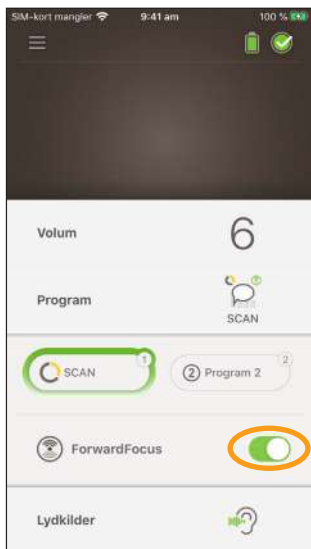 SIM-kort mangler 9:41 am 100 %
Volum 6
Program
SCAN
SCAN 1 2 Program 2 2
ForwardFocus
Lydkilder